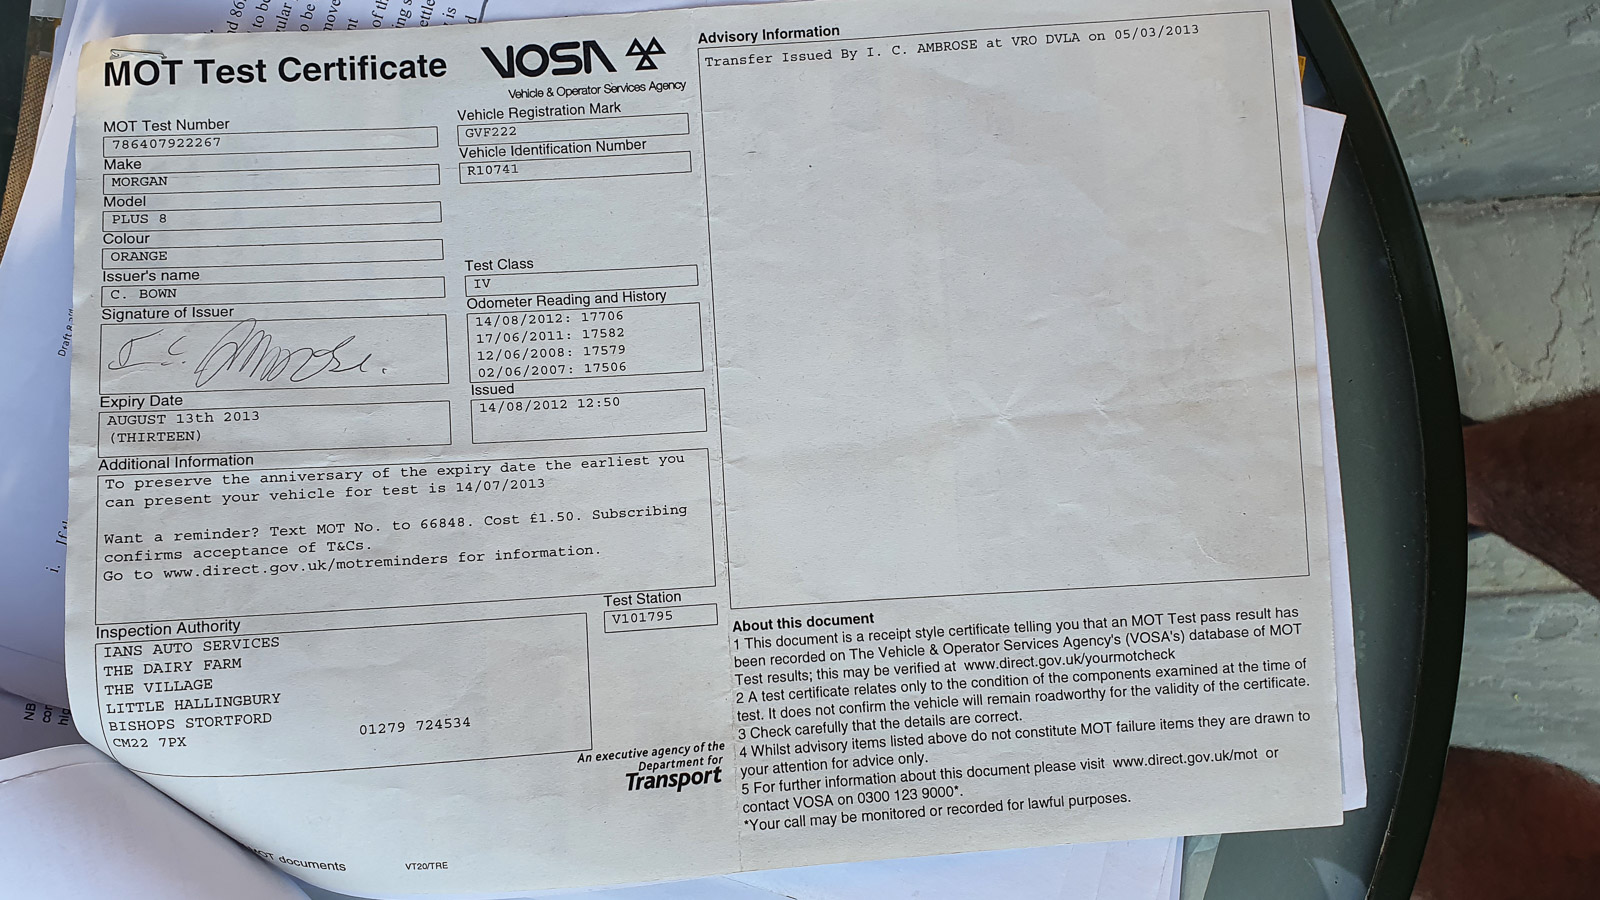 MOT Test Certificate
VOSA
Vehicle & Operator Services Agency
MOT Test Number
786407922267
Make
MORGAN
Model
PLUS 8
Colour
ORANGE
Issuer's name
C. BOWN
Signature of Issuer
I. C. Ambrose.
Expiry Date
AUGUST 13th 2013
(THIRTEEN)
Vehicle Registration Mark
GVF222
Vehicle Identification Number
R10741
Test Class
IV
Odometer Reading and History
14/08/2012: 17706
17/06/2011: 17582
12/06/2008: 17579
02/06/2007: 17506
Issued
14/08/2012 12:50
Additional Information
To preserve the anniversary of the expiry date the earliest you
can present your vehicle for test is 14/07/2013
Want a reminder? Text MOT No. to 66848. Cost £1.50. Subscribing
confirms acceptance of T&Cs.
Go to www.direct.gov.uk/motreminders for information.
Test Station
V101795
Inspection Authority
IANS AUTO SERVICES
THE DAIRY FARM
THE VILLAGE
LITTLE HALLINGBURY
BISHOPS STORTFORD
CM22 7PX
01279 724534
An executive agency of the
Department for
Transport
MOT documents
VT20/TRE
Advisory Information
Transfer Issued By I. C. AMBROSE at VRO DVLA on 05/03/2013
About this document
1 This document is a receipt style certificate telling you that an MOT Test pass result has
been recorded on The Vehicle & Operator Services Agency's (VOSA's) database of MOT
Test results; this may be verified at www.direct.gov.uk/yourmotcheck
2 A test certificate relates only to the condition of the components examined at the time of
test. It does not confirm the vehicle will remain roadworthy for the validity of the certificate.
3 Check carefully that the details are correct.
4 Whilst advisory items listed above do not constitute MOT failure items they are drawn to
your attention for advice only.
5 For further information about this document please visit www.direct.gov.uk/mot or
contact VOSA on 0300 123 9000*.
*Your call may be monitored or recorded for lawful purposes.